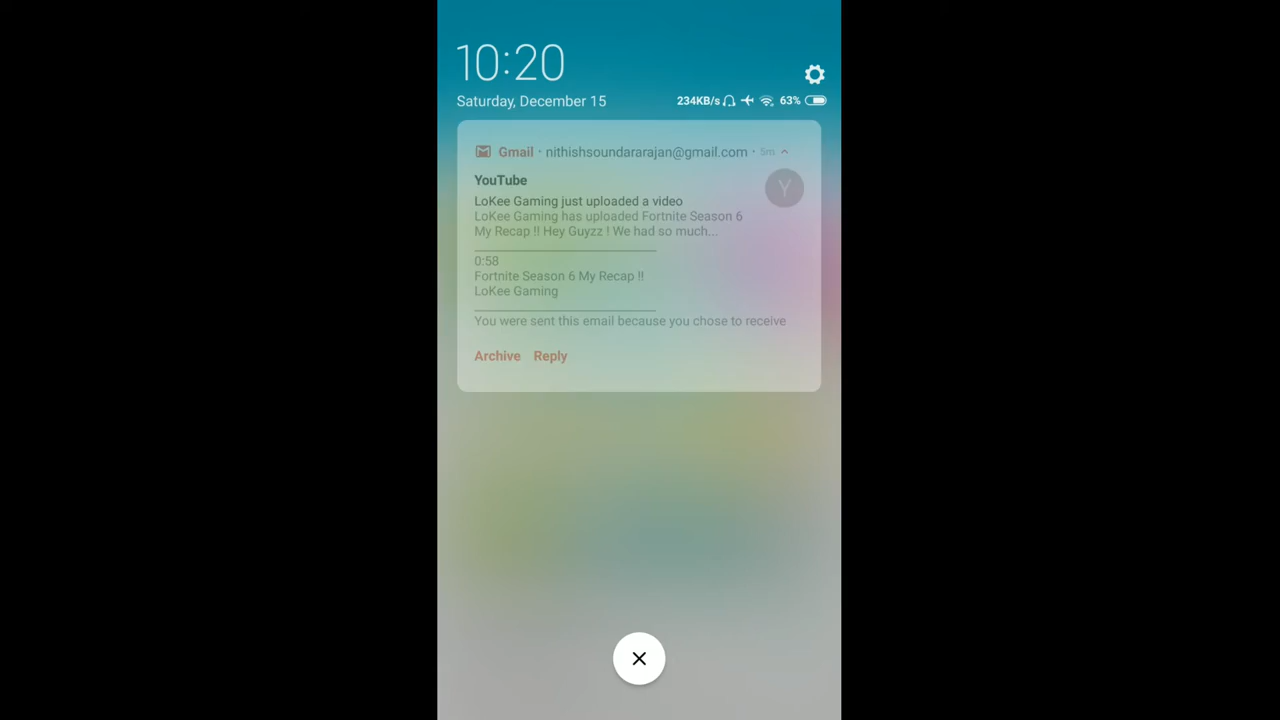 10:20
Saturday, December 15
234KB/s 63%
Gmail · nithishsoundararajan@gmail.com · 5m
YouTube
Y
LoKee Gaming just uploaded a video
LoKee Gaming has uploaded Fortnite Season 6
My Recap !! Hey Guyzz ! We had so much...
0:58
Fortnite Season 6 My Recap !!
LoKee Gaming
You were sent this email because you chose to receive
Archive Reply